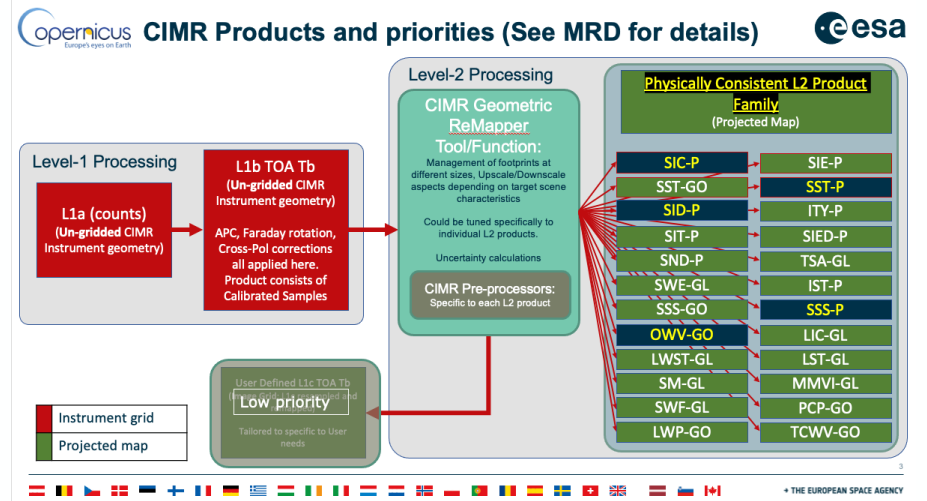 opernicus
Europe's eyes on Earth
CIMR Products and priorities (See MRD for details)
esa
Level-2 Processing
CIMR Geometric
ReMapper
Tool/Function:
Management of footprints at
different sizes, Upscale/Downscale
aspects depending on target scene
characteristics
Could be tuned specifically to
individual L2 products.
Uncertainty calculations
CIMR Pre-processors:
Specific to each L2 product
Level-1 Processing
L1a (counts)
(Un-gridded CIMR
Instrument geometry)
L1b TOA Tb
(Un-gridded CIMR
Instrument geometry)
APC, Faraday rotation,
Cross-Pol corrections
all applied here.
Product consists of
Calibrated Samples
Physically Consistent L2 Product
Family
(Projected Map)
SIC-P
SST-GO
SID-P
SIT-P
SND-P
SWE-GL
SSS-GO
OWV-GO
LWST-GL
SM-GL
SWF-GL
LWP-GO
SIE-P
SST-P
ITY-P
SIED-P
TSA-GL
IST-P
SSS-P
LIC-GL
LST-GL
MMVI-GL
PCP-GO
TCWV-GO
User Defined L1c TOA Tb
Low priority
Tailored to specific to User
needs
Instrument grid
Projected map
3
→ THE EUROPEAN SPACE AGENCY